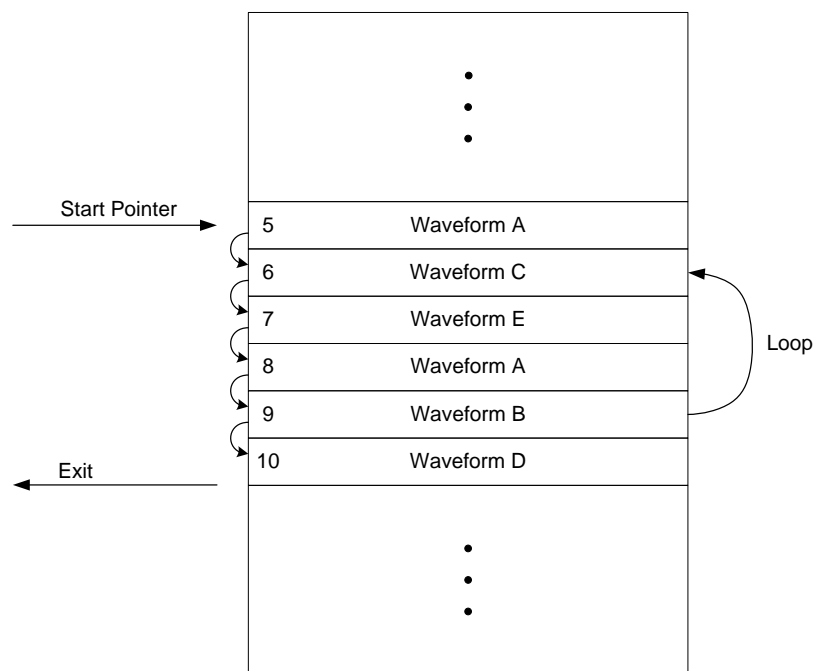 Start Pointer
5 Waveform A
6 Waveform C
7 Waveform E
Loop
8 Waveform A
9 Waveform B
10 Waveform D
Exit